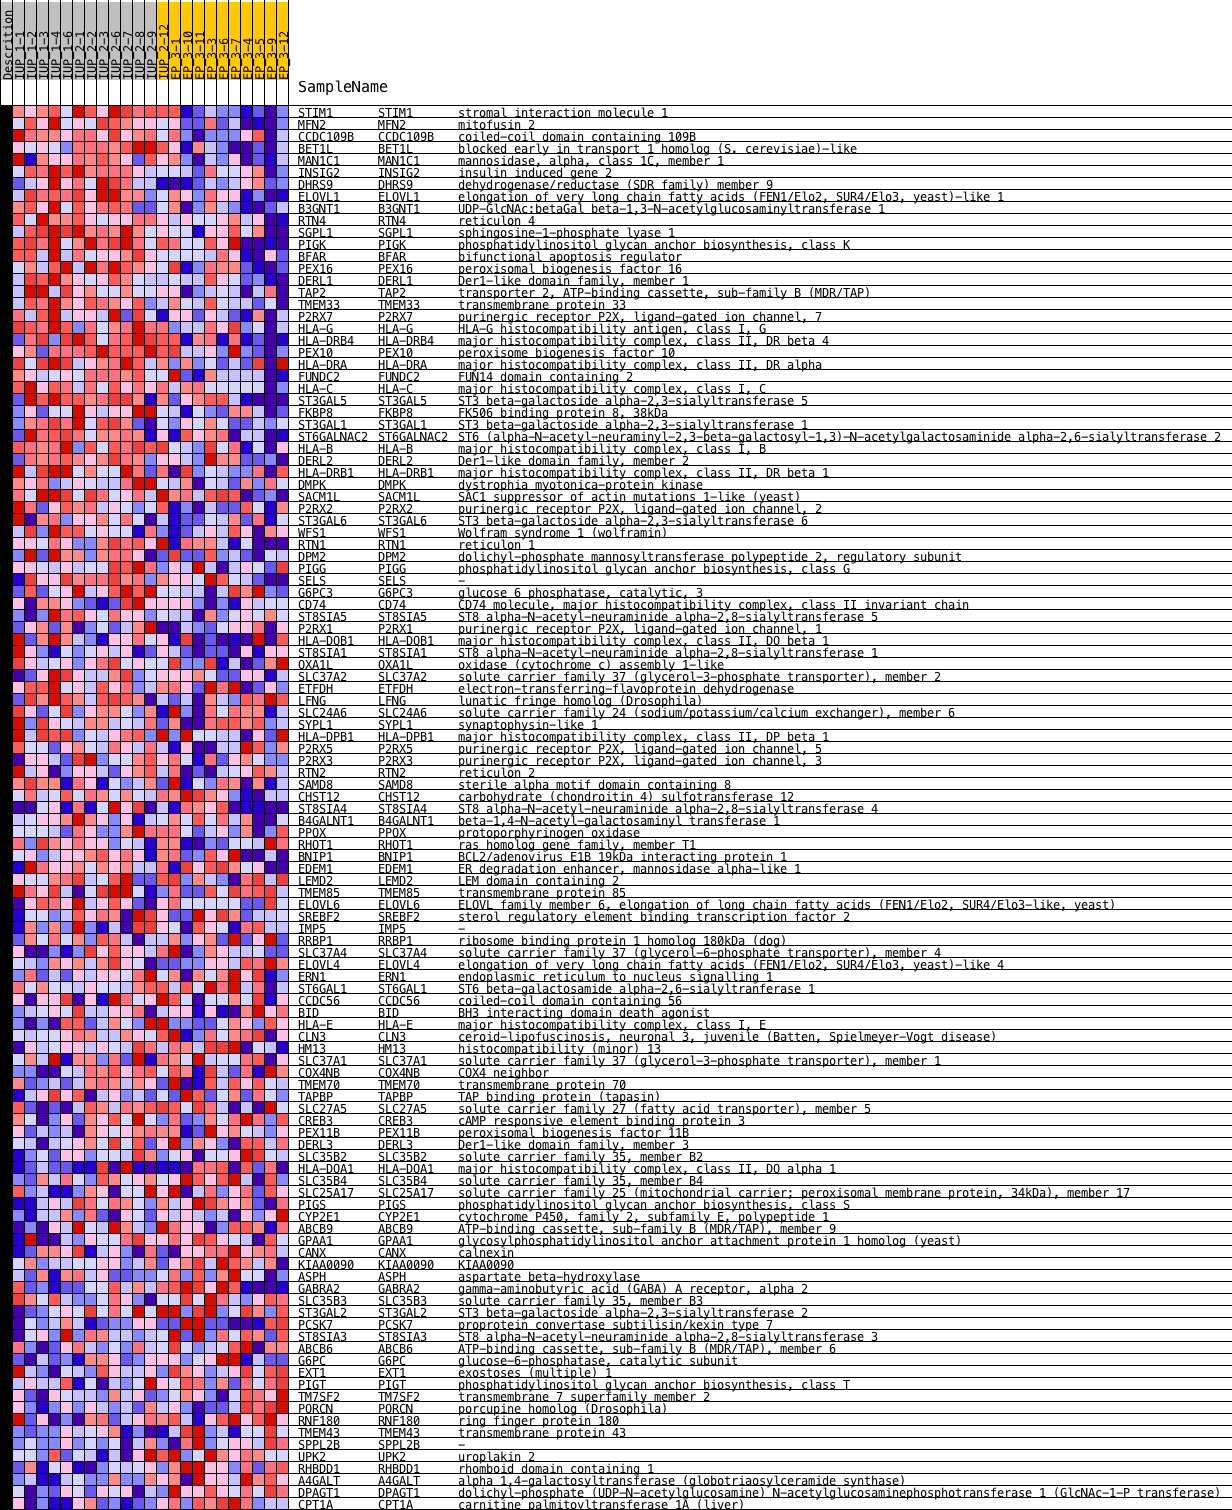 Descrition
IUP_1-1
IUP_1-2
IUP_1-3
IUP_1-4
IUP_1-6
IUP_2-1
IUP_2-2
IUP_2-3
IUP_2-6
IUP_2-7
IUP_2-8
IUP_2-9
IUP_2-12
EP_3-1
EP_3-10
EP_3-11
EP_3-3
EP_3-6
EP_3-7
EP_3-4
EP_3-5
EP_3-9
EP_3-12
SampleName
STIM1 STIM1 stromal interaction molecule 1
MFN2 MFN2 mitofusin 2
CCDC109B CCDC109B coiled-coil domain containing 109B
BET1L BET1L blocked early in transport 1 homolog (S. cerevisiae)-like
MAN1C1 MAN1C1 mannosidase, alpha, class 1C, member 1
INSIG2 INSIG2 insulin induced gene 2
DHRS9 DHRS9 dehydrogenase/reductase (SDR family) member 9
ELOVL1 ELOVL1 elongation of very long chain fatty acids (FEN1/Elo2, SUR4/Elo3, yeast)-like 1
B3GNT1 B3GNT1 UDP-GlcNAc:betaGal beta-1,3-N-acetylglucosaminyltransferase 1
RTN4 RTN4 reticulon 4
SGPL1 SGPL1 sphingosine-1-phosphate lyase 1
PIGK PIGK phosphatidylinositol glycan anchor biosynthesis, class K
BFAR BFAR bifunctional apoptosis regulator
PEX16 PEX16 peroxisomal biogenesis factor 16
DERL1 DERL1 Der1-like domain family, member 1
TAP2 TAP2 transporter 2, ATP-binding cassette, sub-family B (MDR/TAP)
TMEM33 TMEM33 transmembrane protein 33
P2RX7 P2RX7 purinergic receptor P2X, ligand-gated ion channel, 7
HLA-G HLA-G HLA-G histocompatibility antigen, class I, G
HLA-DRB4 HLA-DRB4 major histocompatibility complex, class II, DR beta 4
PEX10 PEX10 peroxisome biogenesis factor 10
HLA-DRA HLA-DRA major histocompatibility complex, class II, DR alpha
FUNDC2 FUNDC2 FUN14 domain containing 2
HLA-C HLA-C major histocompatibility complex, class I, C
ST3GAL5 ST3GAL5 ST3 beta-galactoside alpha-2,3-sialyltransferase 5
FKBP8 FKBP8 FK506 binding protein 8, 38kDa
ST3GAL1 ST3GAL1 ST3 beta-galactoside alpha-2,3-sialyltransferase 1
ST6GALNAC2 ST6GALNAC2 ST6 (alpha-N-acetyl-neuraminyl-2,3-beta-galactosyl-1,3)-N-acetylgalactosaminide alpha-2,6-sialyltransferase 2
HLA-B HLA-B major histocompatibility complex, class I, B
DERL2 DERL2 Der1-like domain family, member 2
HLA-DRB1 HLA-DRB1 major histocompatibility complex, class II, DR beta 1
DMPK DMPK dystrophia myotonica-protein kinase
SACM1L SACM1L SAC1 suppressor of actin mutations 1-like (yeast)
P2RX2 P2RX2 purinergic receptor P2X, ligand-gated ion channel, 2
ST3GAL6 ST3GAL6 ST3 beta-galactoside alpha-2,3-sialyltransferase 6
WFS1 WFS1 Wolfram syndrome 1 (wolframin)
RTN1 RTN1 reticulon 1
DPM2 DPM2 dolichyl-phosphate mannosyltransferase polypeptide 2, regulatory subunit
PIGG PIGG phosphatidylinositol glycan anchor biosynthesis, class G
SELS SELS -
G6PC3 G6PC3 glucose 6 phosphatase, catalytic, 3
CD74 CD74 CD74 molecule, major histocompatibility complex, class II invariant chain
ST8SIA5 ST8SIA5 ST8 alpha-N-acetyl-neuraminide alpha-2,8-sialyltransferase 5
P2RX1 P2RX1 purinergic receptor P2X, ligand-gated ion channel, 1
HLA-DQB1 HLA-DQB1 major histocompatibility complex, class II, DQ beta 1
ST8SIA1 ST8SIA1 ST8 alpha-N-acetyl-neuraminide alpha-2,8-sialyltransferase 1
OXA1L OXA1L oxidase (cytochrome c) assembly 1-like
SLC37A2 SLC37A2 solute carrier family 37 (glycerol-3-phosphate transporter), member 2
ETFDH ETFDH electron-transferring-flavoprotein dehydrogenase
LFNG LFNG lunatic fringe homolog (Drosophila)
SLC24A6 SLC24A6 solute carrier family 24 (sodium/potassium/calcium exchanger), member 6
SYPL1 SYPL1 synaptophysin-like 1
HLA-DPB1 HLA-DPB1 major histocompatibility complex, class II, DP beta 1
P2RX5 P2RX5 purinergic receptor P2X, ligand-gated ion channel, 5
P2RX3 P2RX3 purinergic receptor P2X, ligand-gated ion channel, 3
RTN2 RTN2 reticulon 2
SAMD8 SAMD8 sterile alpha motif domain containing 8
CHST12 CHST12 carbohydrate (chondroitin 4) sulfotransferase 12
ST8SIA4 ST8SIA4 ST8 alpha-N-acetyl-neuraminide alpha-2,8-sialyltransferase 4
B4GALNT1 B4GALNT1 beta-1,4-N-acetyl-galactosaminyl transferase 1
PPOX PPOX protoporphyrinogen oxidase
RHOT1 RHOT1 ras homolog gene family, member T1
BNIP1 BNIP1 BCL2/adenovirus E1B 19kDa interacting protein 1
EDEM1 EDEM1 ER degradation enhancer, mannosidase alpha-like 1
LEMD2 LEMD2 LEM domain containing 2
TMEM85 TMEM85 transmembrane protein 85
ELOVL6 ELOVL6 ELOVL family member 6, elongation of long chain fatty acids (FEN1/Elo2, SUR4/Elo3-like, yeast)
SREBF2 SREBF2 sterol regulatory element binding transcription factor 2
IMP5 IMP5 -
RRBP1 RRBP1 ribosome binding protein 1 homolog 180kDa (dog)
SLC37A4 SLC37A4 solute carrier family 37 (glycerol-6-phosphate transporter), member 4
ELOVL4 ELOVL4 elongation of very long chain fatty acids (FEN1/Elo2, SUR4/Elo3, yeast)-like 4
ERN1 ERN1 endoplasmic reticulum to nucleus signalling 1
ST6GAL1 ST6GAL1 ST6 beta-galactosamide alpha-2,6-sialyltranferase 1
CCDC56 CCDC56 coiled-coil domain containing 56
BID BID BH3 interacting domain death agonist
HLA-E HLA-E major histocompatibility complex, class I, E
CLN3 CLN3 ceroid-lipofuscinosis, neuronal 3, juvenile (Batten, Spielmeyer-Vogt disease)
HM13 HM13 histocompatibility (minor) 13
SLC37A1 SLC37A1 solute carrier family 37 (glycerol-3-phosphate transporter), member 1
COX4NB COX4NB COX4 neighbor
TMEM70 TMEM70 transmembrane protein 70
TAPBP TAPBP TAP binding protein (tapasin)
SLC27A5 SLC27A5 solute carrier family 27 (fatty acid transporter), member 5
CREB3 CREB3 cAMP responsive element binding protein 3
PEX11B PEX11B peroxisomal biogenesis factor 11B
DERL3 DERL3 Der1-like domain family, member 3
SLC35B2 SLC35B2 solute carrier family 35, member B2
HLA-DQA1 HLA-DQA1 major histocompatibility complex, class II, DQ alpha 1
SLC35B4 SLC35B4 solute carrier family 35, member B4
SLC25A17 SLC25A17 solute carrier family 25 (mitochondrial carrier; peroxisomal membrane protein, 34kDa), member 17
PIGS PIGS phosphatidylinositol glycan anchor biosynthesis, class S
CYP2E1 CYP2E1 cytochrome P450, family 2, subfamily E, polypeptide 1
ABCB9 ABCB9 ATP-binding cassette, sub-family B (MDR/TAP), member 9
GPAA1 GPAA1 glycosylphosphatidylinositol anchor attachment protein 1 homolog (yeast)
CANX CANX calnexin
KIAA0090 KIAA0090 KIAA0090
ASPH ASPH aspartate beta-hydroxylase
GABRA2 GABRA2 gamma-aminobutyric acid (GABA) A receptor, alpha 2
SLC35B3 SLC35B3 solute carrier family 35, member B3
ST3GAL2 ST3GAL2 ST3 beta-galactoside alpha-2,3-sialyltransferase 2
PCSK7 PCSK7 proprotein convertase subtilisin/kexin type 7
ST8SIA3 ST8SIA3 ST8 alpha-N-acetyl-neuraminide alpha-2,8-sialyltransferase 3
ABCB6 ABCB6 ATP-binding cassette, sub-family B (MDR/TAP), member 6
G6PC G6PC glucose-6-phosphatase, catalytic subunit
EXT1 EXT1 exostoses (multiple) 1
PIGT PIGT phosphatidylinositol glycan anchor biosynthesis, class T
TM7SF2 TM7SF2 transmembrane 7 superfamily member 2
PORCN PORCN porcupine homolog (Drosophila)
RNF180 RNF180 ring finger protein 180
TMEM43 TMEM43 transmembrane protein 43
SPPL2B SPPL2B -
UPK2 UPK2 uroplakin 2
RHBDD1 RHBDD1 rhomboid domain containing 1
A4GALT A4GALT alpha 1,4-galactosyltransferase (globotriaosylceramide synthase)
DPAGT1 DPAGT1 dolichyl-phosphate (UDP-N-acetylglucosamine) N-acetylglucosaminephosphotransferase 1 (GlcNAc-1-P transferase)
CPT1A CPT1A carnitine palmitoyltransferase 1A (liver)